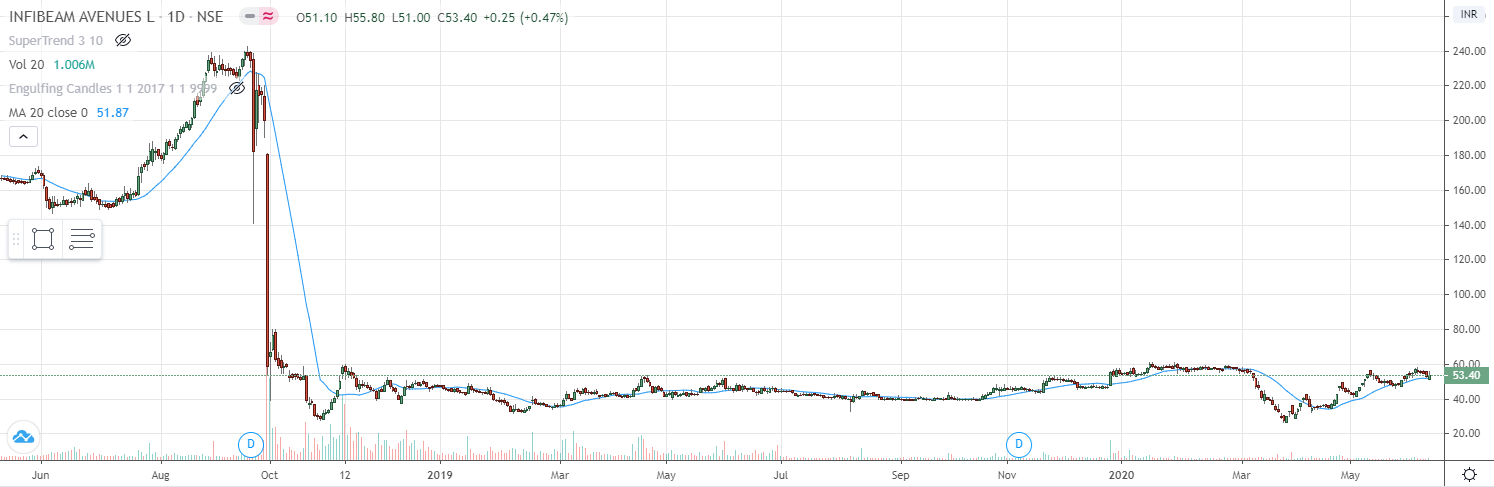 INFIBEAM AVENUES L · 1D · NSE O51.10 H55.80 L51.00 C53.40 +0.25 (+0.47%)
INR
SuperTrend 3 10
Vol 20 1.006M
Engulfing Candles 1 1 2017 1 1 9999
MA 20 close 0 51.87
240.00
220.00
200.00
180.00
160.00
140.00
120.00
100.00
80.00
60.00
53.40
40.00
20.00
D D
Jun Aug Oct 12 2019 Mar May Jul Sep Nov 2020 Mar May